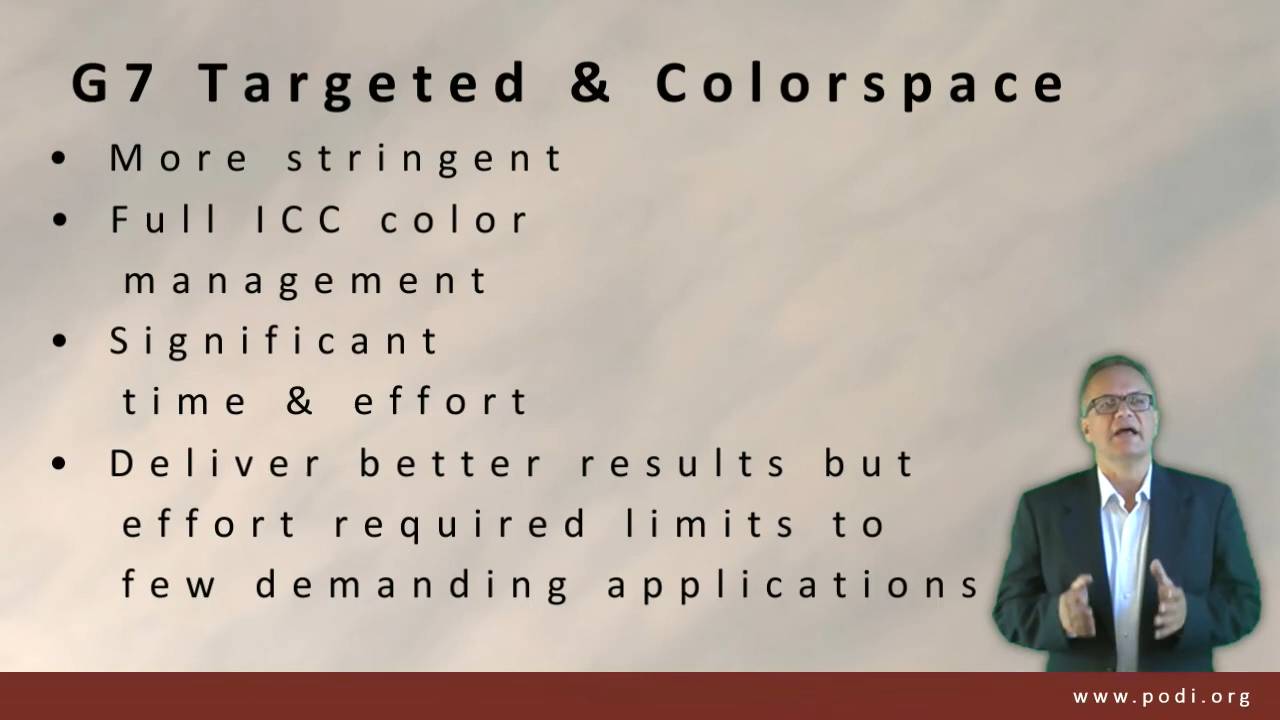 G7 Targeted & Colorspace
• More stringent
• Full ICC color
management
• Significant
time & effort
• Deliver better results but
effort required limits to
few demanding applications
www.podi.org